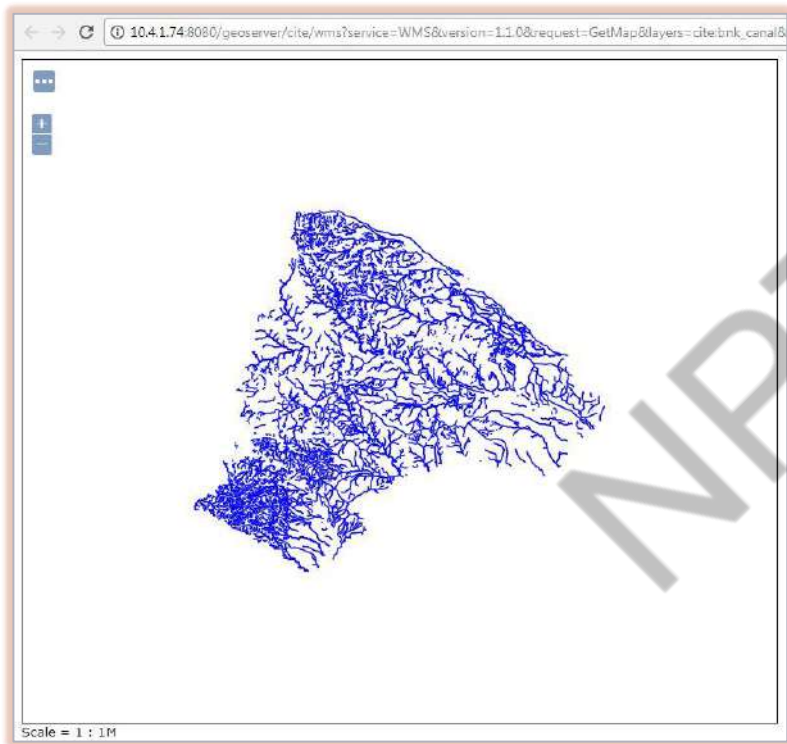 10.4.1.74:8080/geoserver/cite/wms?service=WMS&version=1.1.0&request=GetMap&layers=cite:bnk_canal&
Scale = 1 : 1M
NPT